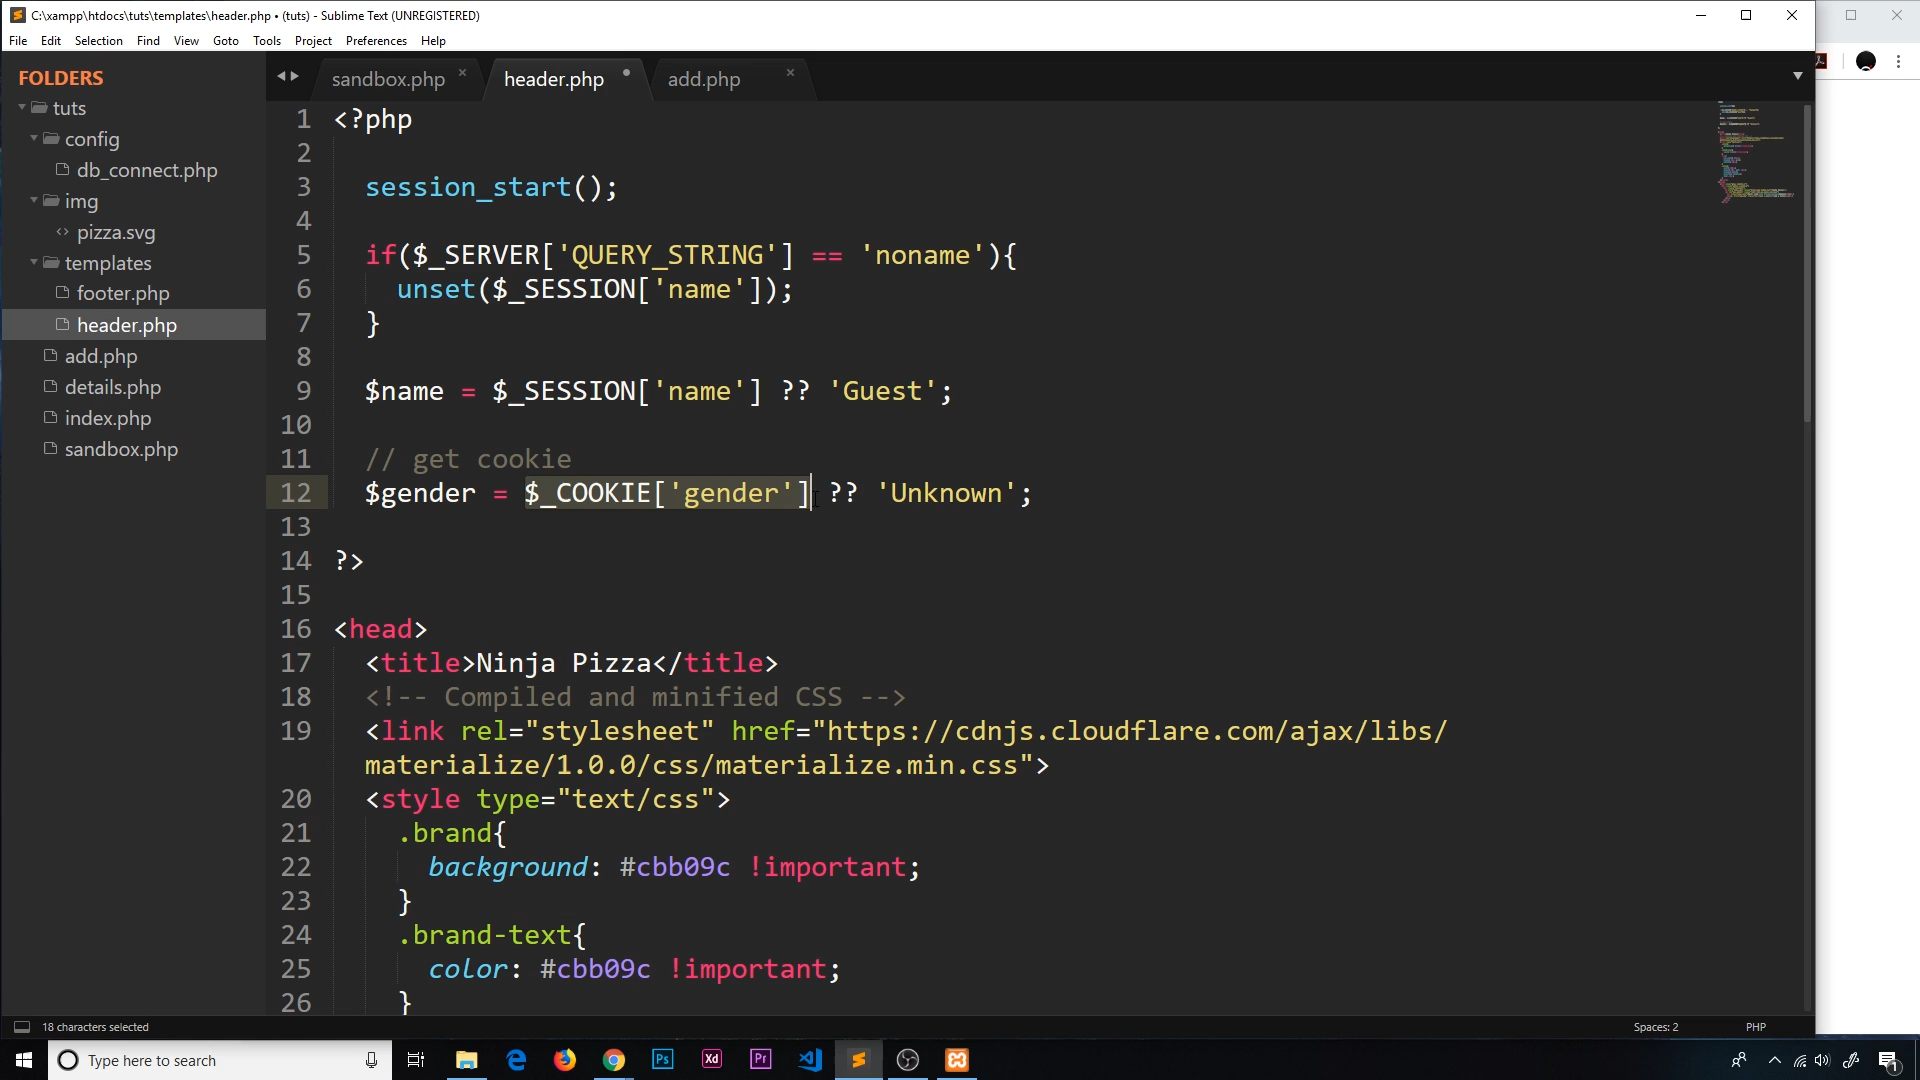 C:\xampp\htdocs\tuts\templates\header.php • (tuts) - Sublime Text (UNREGISTERED)
File Edit Selection Find View Goto Tools Project Preferences Help
FOLDERS
tuts
config
db_connect.php
img
pizza.svg
templates
footer.php
header.php
add.php
details.php
index.php
sandbox.php
sandbox.php header.php add.php
1 <?php
2
3 session_start();
4
5 if($_SERVER['QUERY_STRING'] == 'noname'){
6 unset($_SESSION['name']);
7 }
8
9 $name = $_SESSION['name'] ?? 'Guest';
10
11 // get cookie
12 $gender = $_COOKIE['gender'] ?? 'Unknown';
13
14 ?>
15
16 <head>
17 <title>Ninja Pizza</title>
18 <!-- Compiled and minified CSS -->
19 <link rel="stylesheet" href="https://cdnjs.cloudflare.com/ajax/libs/
materialize/1.0.0/css/materialize.min.css">
20 <style type="text/css">
21 .brand{
22 background: #cbb09c !important;
23 }
24 .brand-text{
25 color: #cbb09c !important;
26 }
18 characters selected
Spaces: 2 PHP
Type here to search
Ps Xd Pr
1